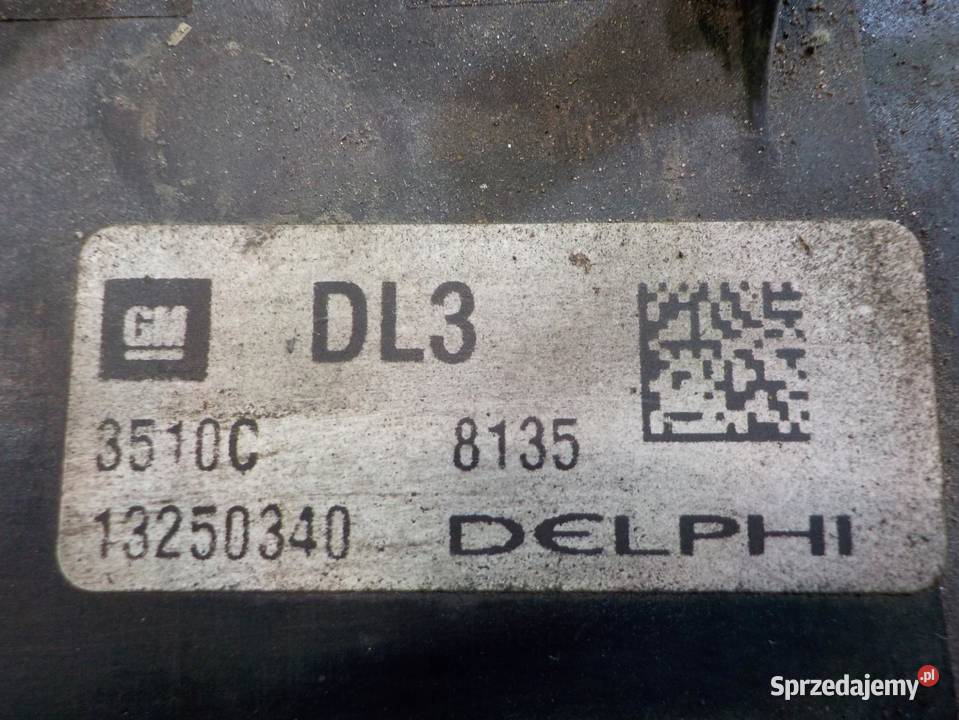 GM DL3
3510C 8135
13250340 DELPHI
Sprzedajemy.pl